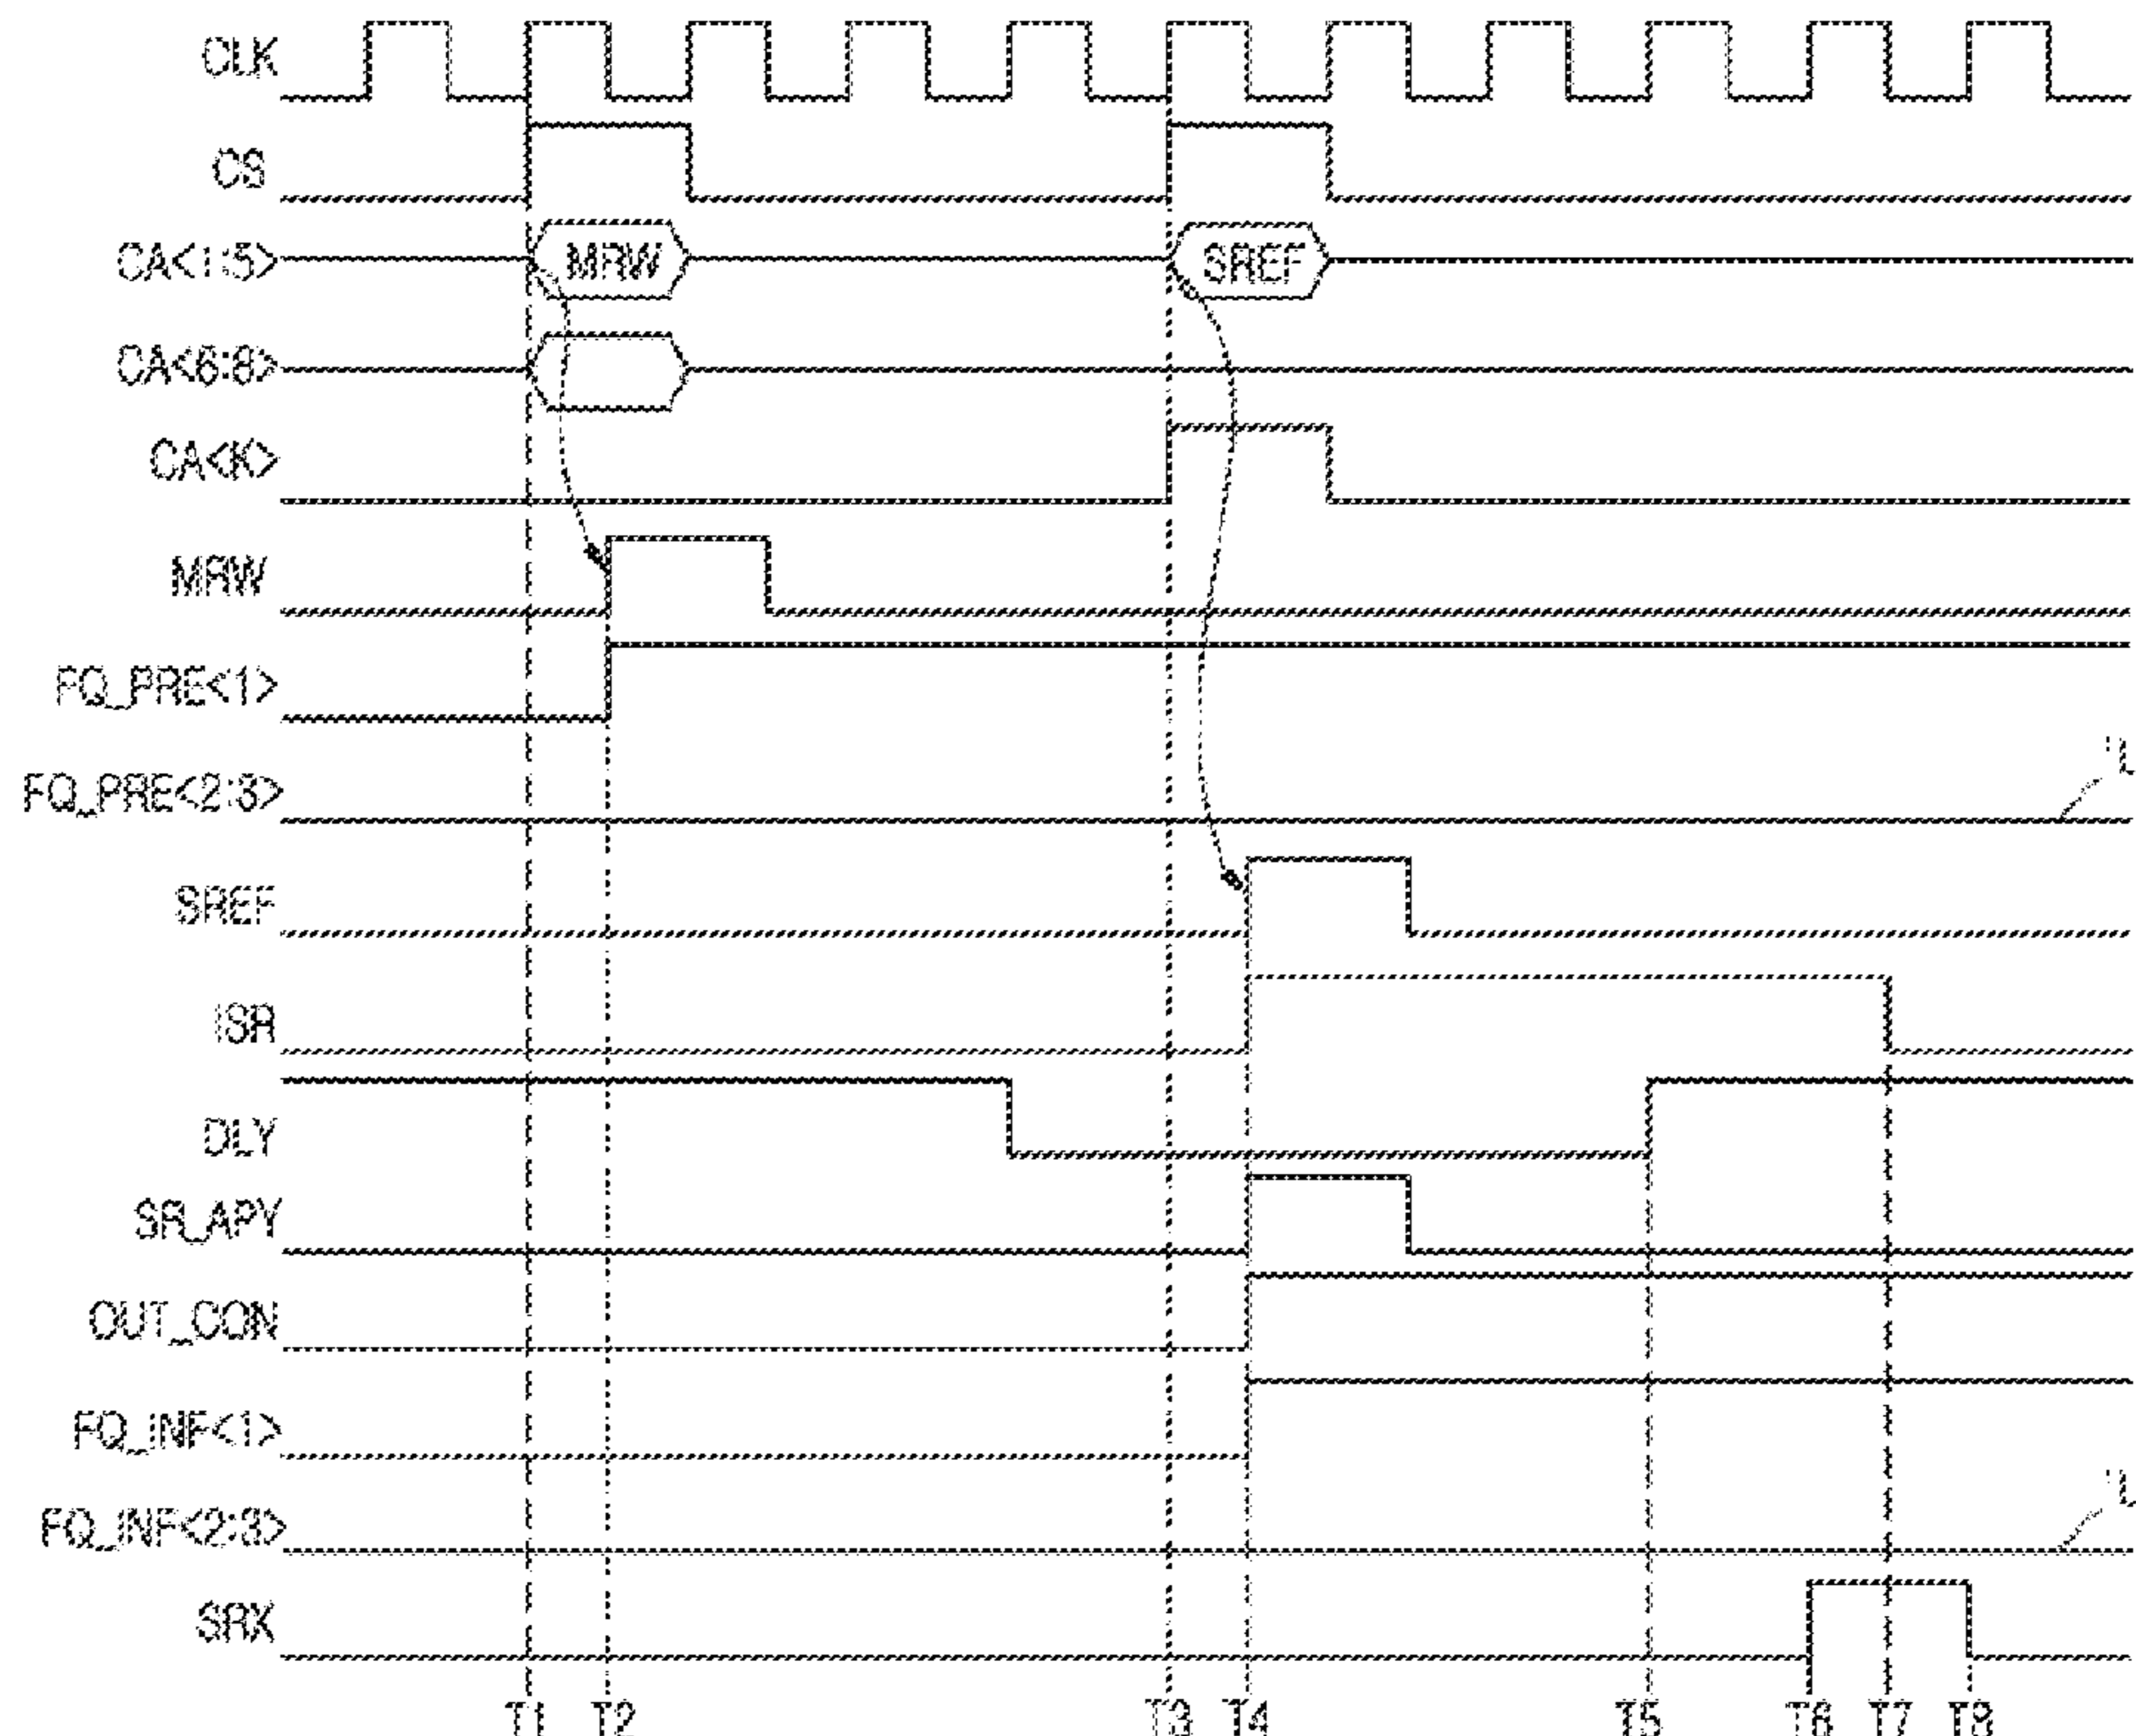 CLK
CS
CA<1:5>
MRW
SREF
CA<6:8>
CA<K>
MRW
FQ_PRE<1>
FQ_PRE<2:3>
'L
SREF
ISR
DLY
SR_APY
OUT_CON
FQ_INF<1>
FQ_INF<2:3>
'L
SRX
T1 T2 T3 T4 T5 T6 T7 T8